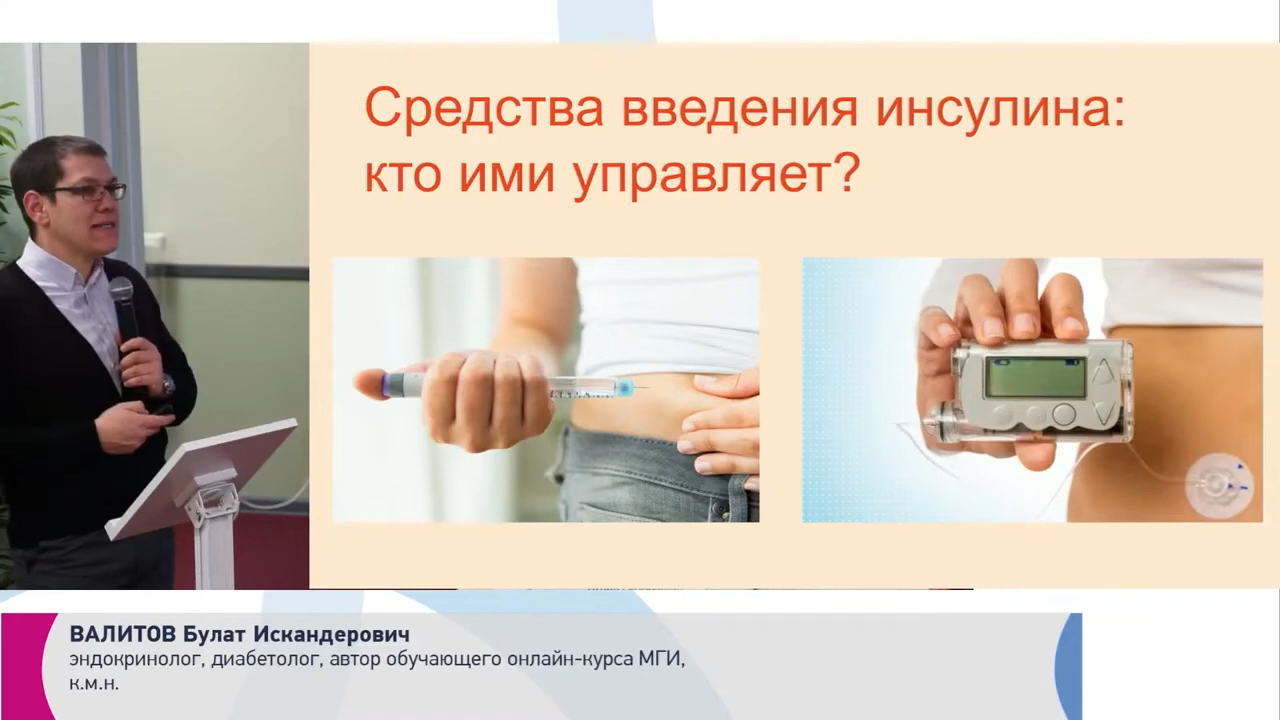 Средства введения инсулина:
кто ими управляет?
ВАЛИТОВ Булат Искандерович
эндокринолог, диабетолог, автор обучающего онлайн-курса МГИ,
к.м.н.